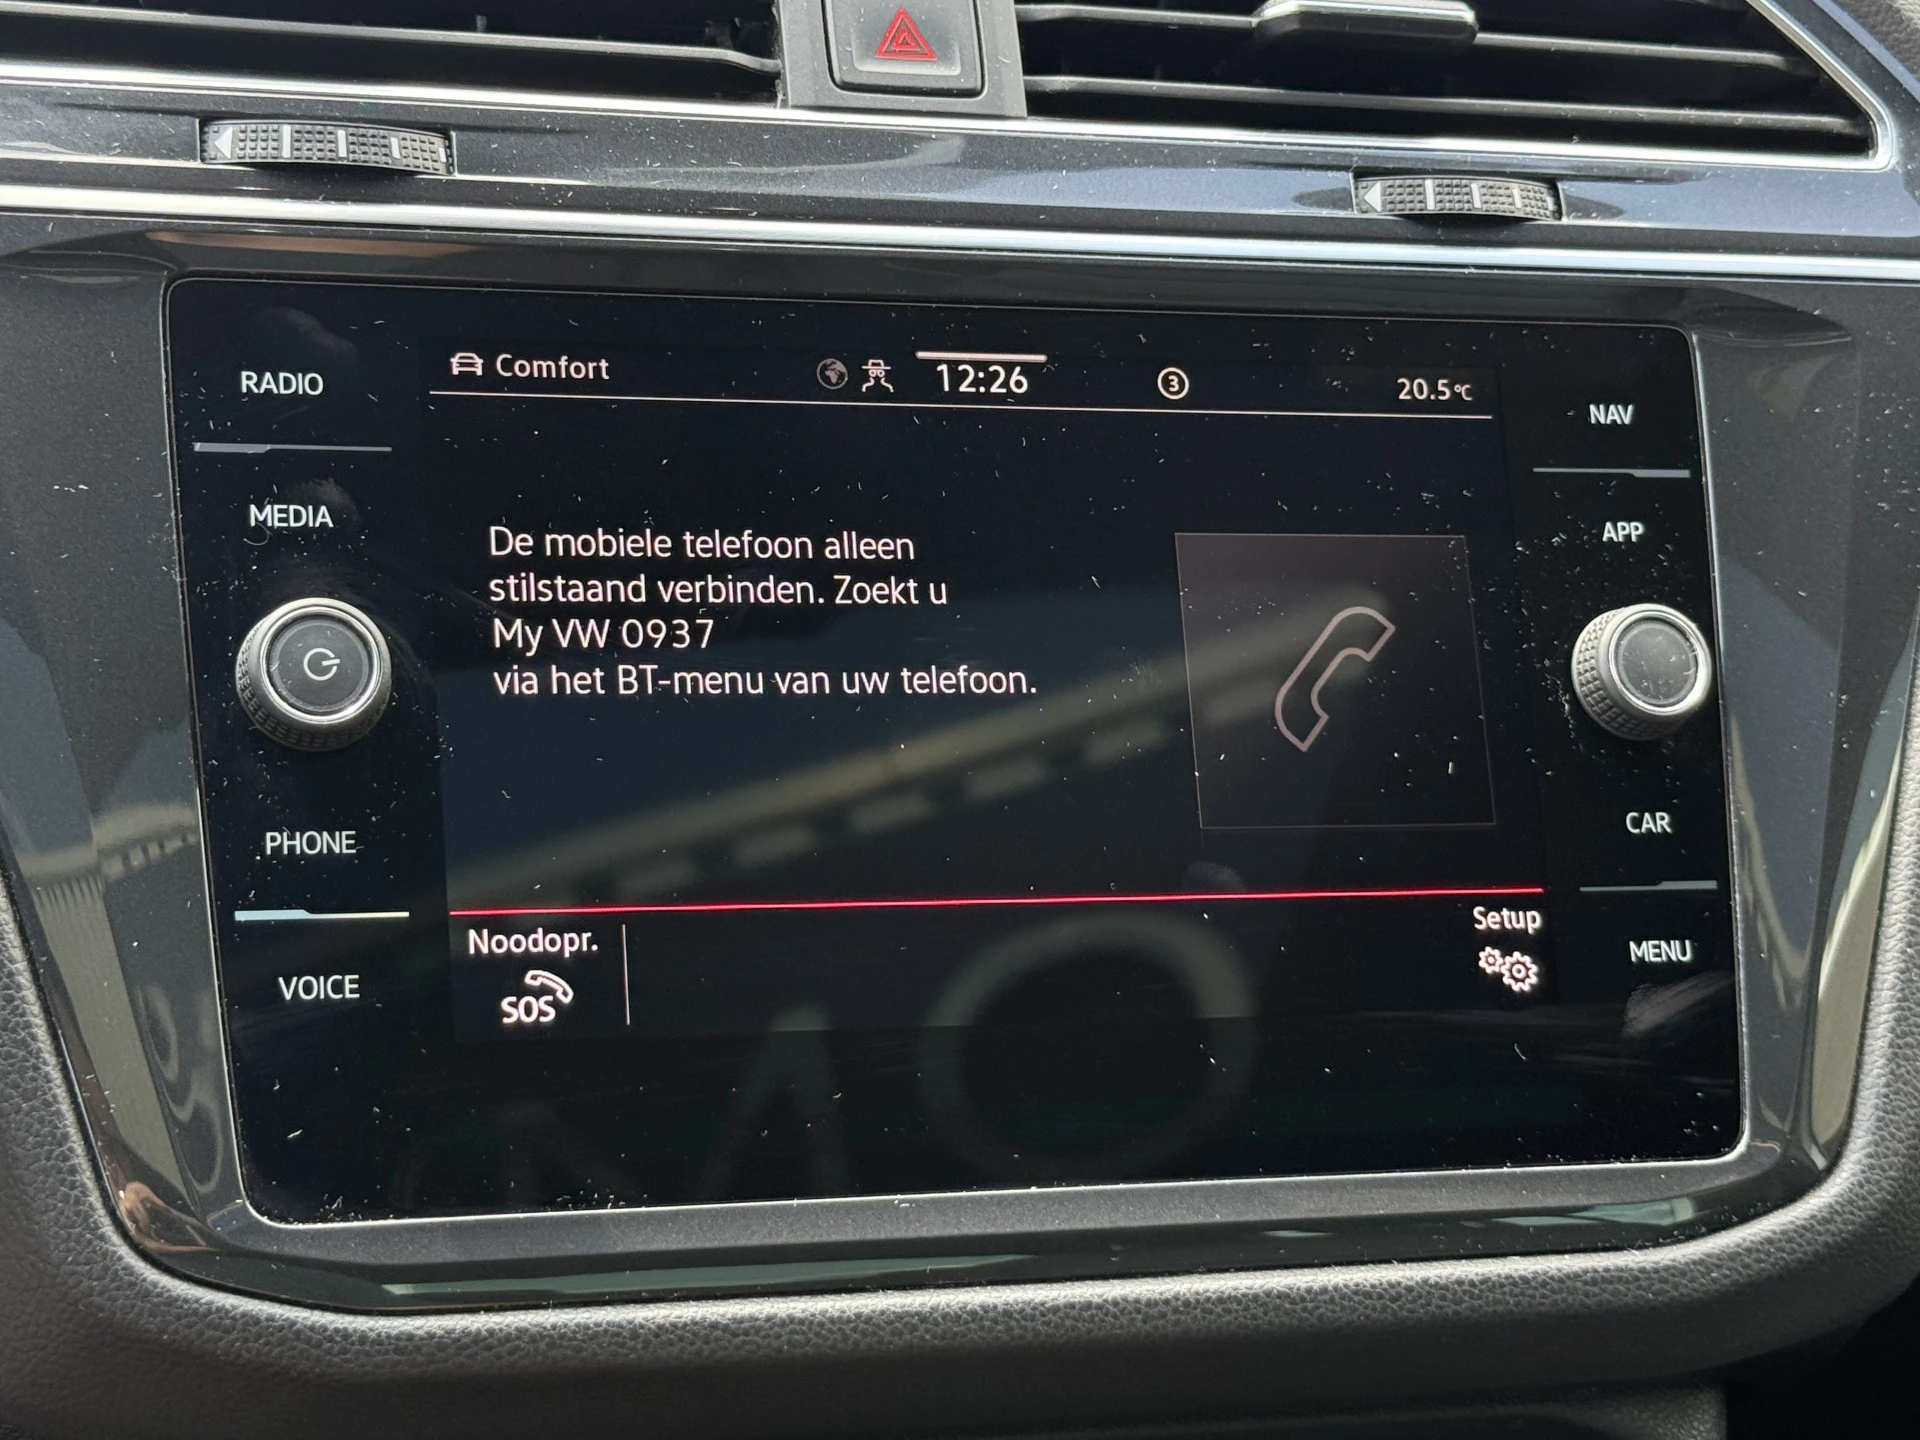 RADIO
MEDIA
PHONE
VOICE
Comfort
12:26
3
20.5°C
De mobiele telefoon alleen
stilstaand verbinden. Zoekt u
My VW 0937
via het BT-menu van uw telefoon.
Noodopr.
SOS
Setup
NAV
APP
CAR
MENU